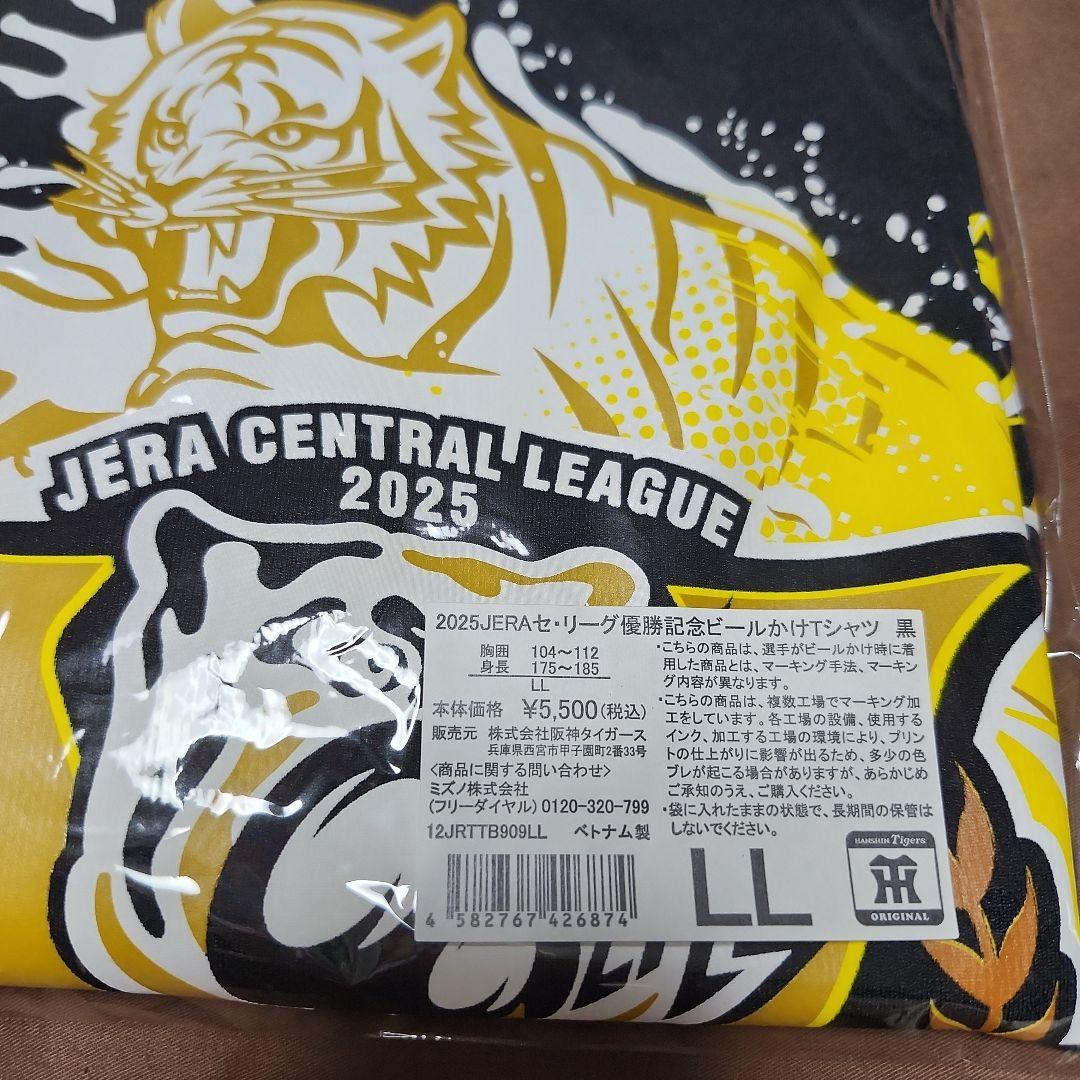 JERA CENTRAL LEAGUE
2025
2025JERAセ・リーグ優勝記念ビールかけTシャツ 黒
胸囲 104～112
身長 175～185
LL
本体価格 ¥5,500(税込)
販売元 株式会社阪神タイガース
兵庫県西宮市甲子園町2番33号
<商品に関する問い合わせ>
ミズノ株式会社
(フリーダイヤル) 0120-320-799
12JRTTB909LL ベトナム製
4 582767 426874
・こちらの商品は、選手がビールかけ時に着
用した商品とは、マーキング手法、マーキン
グ内容が異なります。
・こちらの商品は、複数工場でマーキング加
工をしています。各工場の設備、使用する
インク、加工する工場の環境により、プリン
トの仕上がりに影響が出るため、多少の色
ブレが起こる場合がありますが、あらかじめ
ご承知のうえ、ご購入ください。
・袋に入れたままの状態で、長期間の保管は
しないでください。
LL
HANSHIN Tigers
ORIGINAL